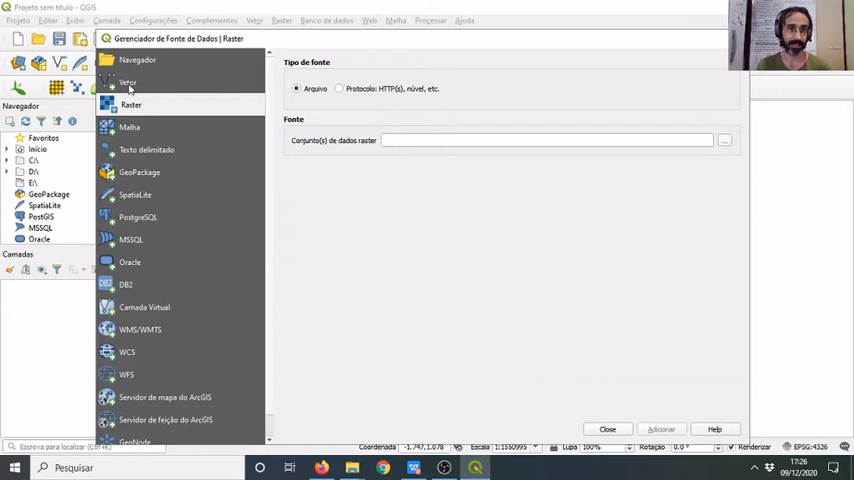 Projeto sem título - QGIS
Projeto Editar Exibir Camada Configurações Complementos Vetor Raster Banco de dados Web Malha Processar Ajuda
Gerenciador de Fonte de Dados | Raster
Navegador
Vetor
Raster
Malha
Texto delimitado
GeoPackage
SpatiaLite
PostgreSQL
MSSQL
Oracle
DB2
Camada Virtual
WMS/WMTS
WCS
WFS
Servidor de mapa do ArcGIS
Servidor de feição do ArcGIS
GeoNode
Tipo de fonte
Arquivo Protocolo: HTTP(s), núvel, etc.
Fonte
Conjunto(s) de dados raster ...
Close Adicionar Help
Navegador
Favoritos
Início
C:\
D:\
E:\
GeoPackage
SpatiaLite
PostGIS
MSSQL
Oracle
Camadas
Escreva para localizar (Ctrl+K) Coordenada -1.747,1.078 Escala 1:1550995 Lupa 100% Rotação 0.0 ° Renderizar EPSG:4326
Pesquisar
17:26
09/12/2020